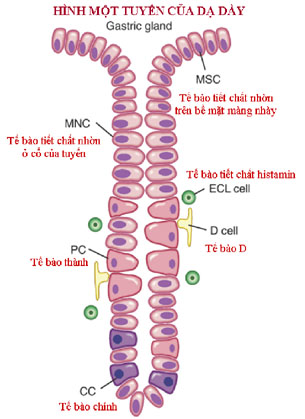 HÌNH MỘT TUYẾN CỦA DẠ DÀY
Gastric gland
MSC
Tế bào tiết chất nhờn
trên bề mặt màng nhày
MNC
Tế bào tiết chất nhờn
ở cổ của tuyến
Tế bào tiết chất histamin
ECL cell
D cell
Tế bào D
PC
Tế bào thành
CC
Tế bào chính